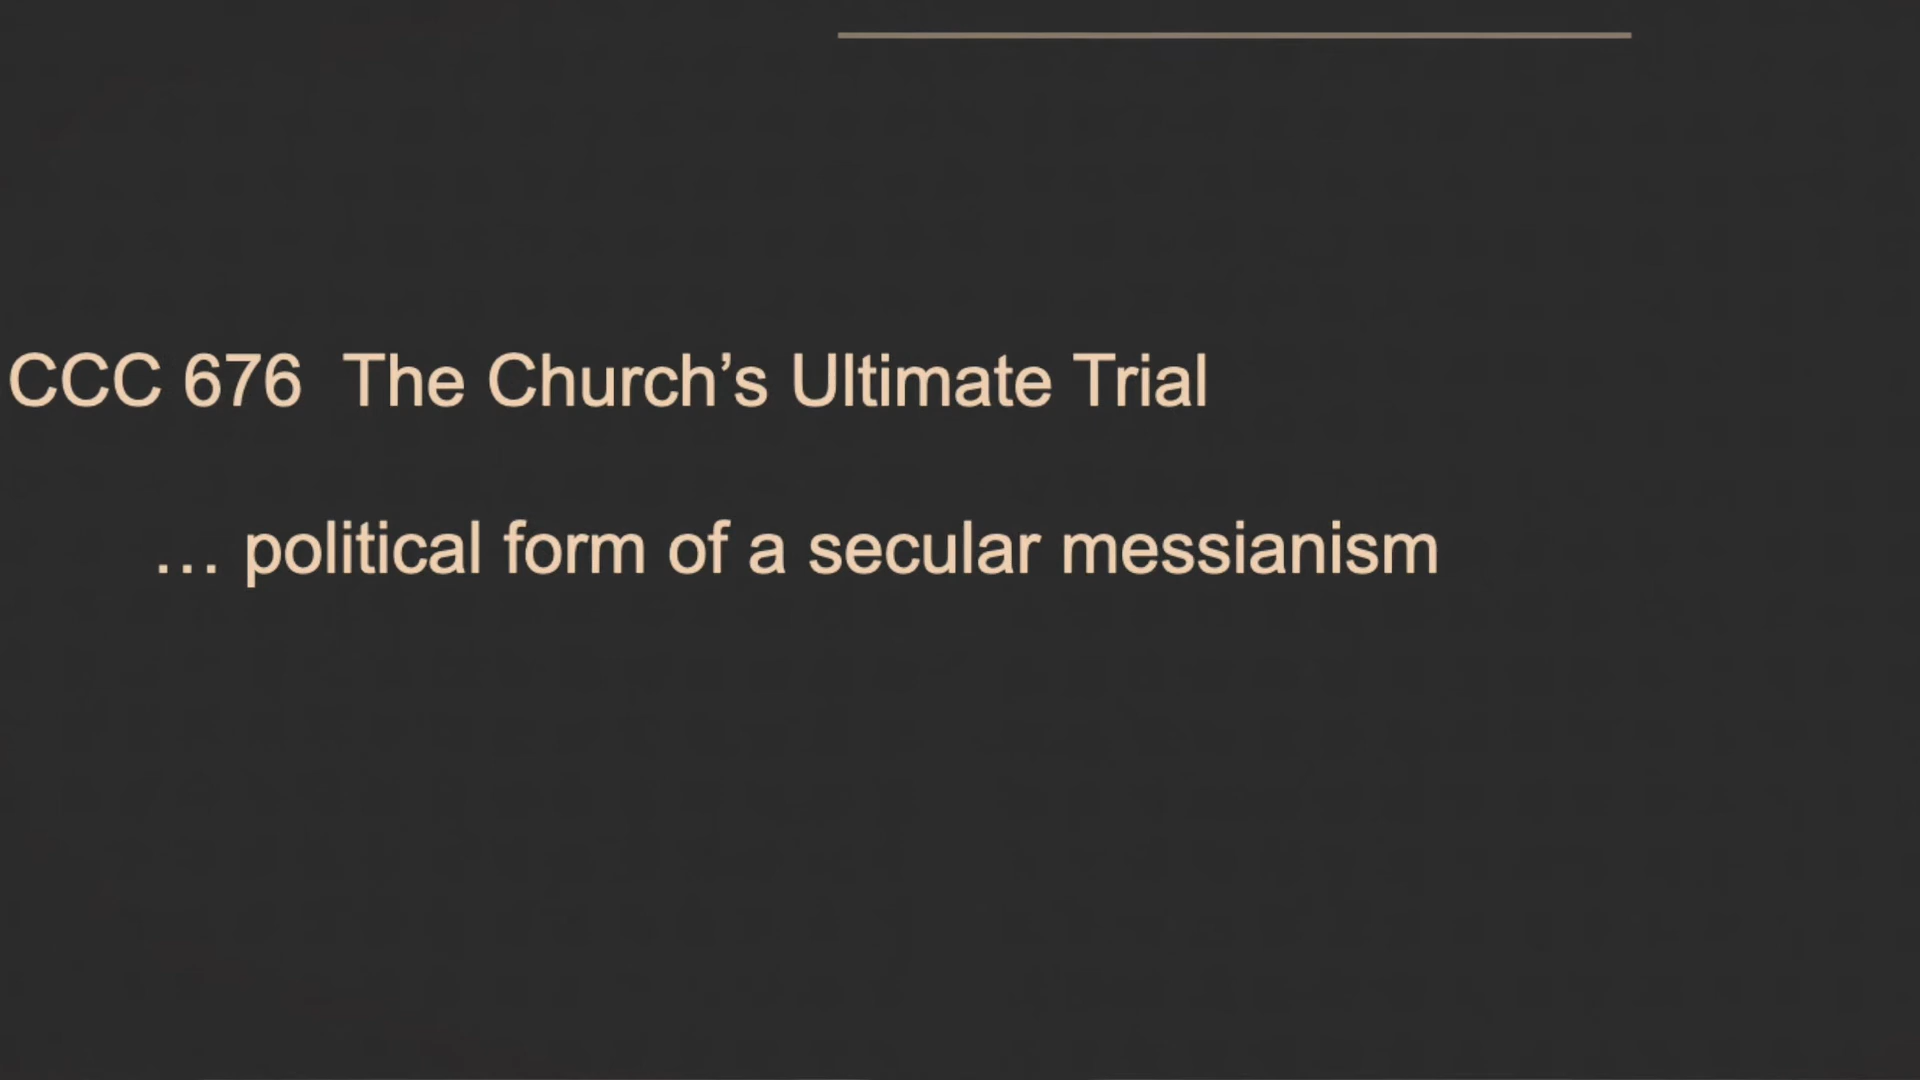 CCC 676  The Church’s Ultimate Trial
… political form of a secular messianism